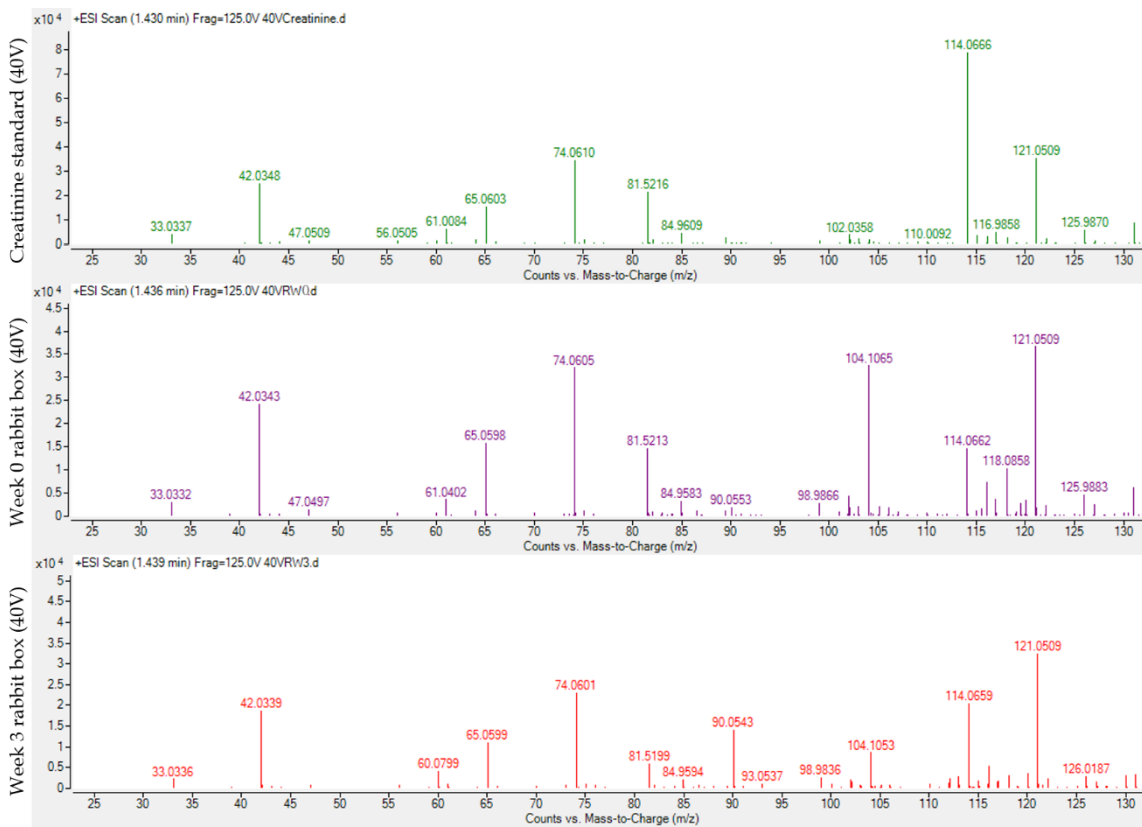 Creatinine standard (40V)
x10⁴ +ESI Scan (1.430 min) Frag=125.0V 40VCreatinine.d
8
7
6
5
4
3
2
1
0
33.0337 42.0348 47.0509 56.0505 61.0084 65.0603 74.0610 81.5216 84.9609 102.0358 110.0092 114.0666 116.9858 121.0509 125.9870
25 30 35 40 45 50 55 60 65 70 75 80 85 90 95 100 105 110 115 120 125 130
Counts vs. Mass-to-Charge (m/z)
Week 0 rabbit box (40V)
x10⁴ +ESI Scan (1.436 min) Frag=125.0V 40VRW0.d
4.5
4
3.5
3
2.5
2
1.5
1
0.5
0
33.0332 42.0343 47.0497 61.0402 65.0598 74.0605 81.5213 84.9583 90.0553 98.9866 104.1065 114.0662 118.0858 121.0509 125.9883
25 30 35 40 45 50 55 60 65 70 75 80 85 90 95 100 105 110 115 120 125 130
Counts vs. Mass-to-Charge (m/z)
Week 3 rabbit box (40V)
x10⁴ +ESI Scan (1.439 min) Frag=125.0V 40VRW3.d
5
4.5
4
3.5
3
2.5
2
1.5
1
0.5
0
33.0336 42.0339 60.0799 65.0599 74.0601 81.5199 84.9594 90.0543 93.0537 98.9836 104.1053 114.0659 121.0509 126.0187
25 30 35 40 45 50 55 60 65 70 75 80 85 90 95 100 105 110 115 120 125 130
Counts vs. Mass-to-Charge (m/z)